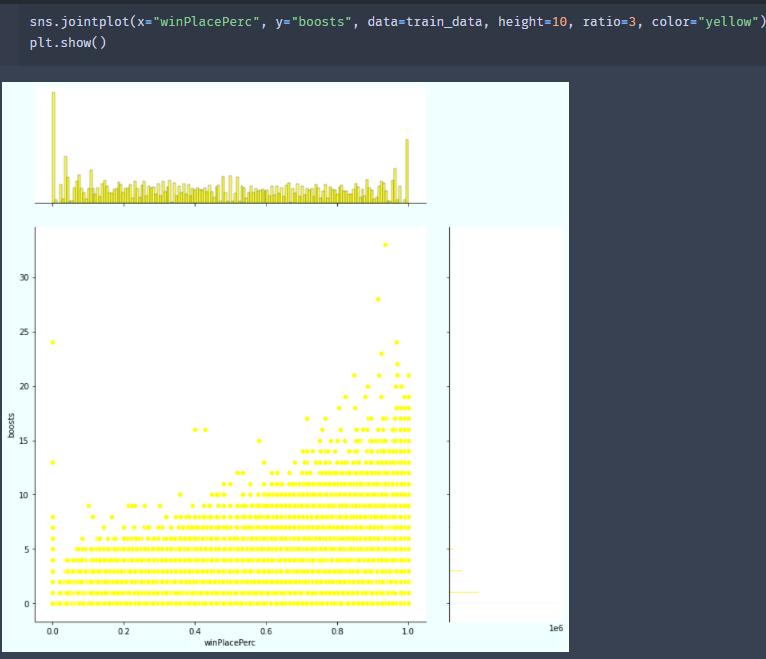 sns.jointplot(x="winPlacePerc", y="boosts", data=train_data, height=10, ratio=3, color="yellow")
plt.show()
30
25
20
15
10
5
0
boosts
0.0 0.2 0.4 0.6 0.8 1.0
winPlacePerc
1e6